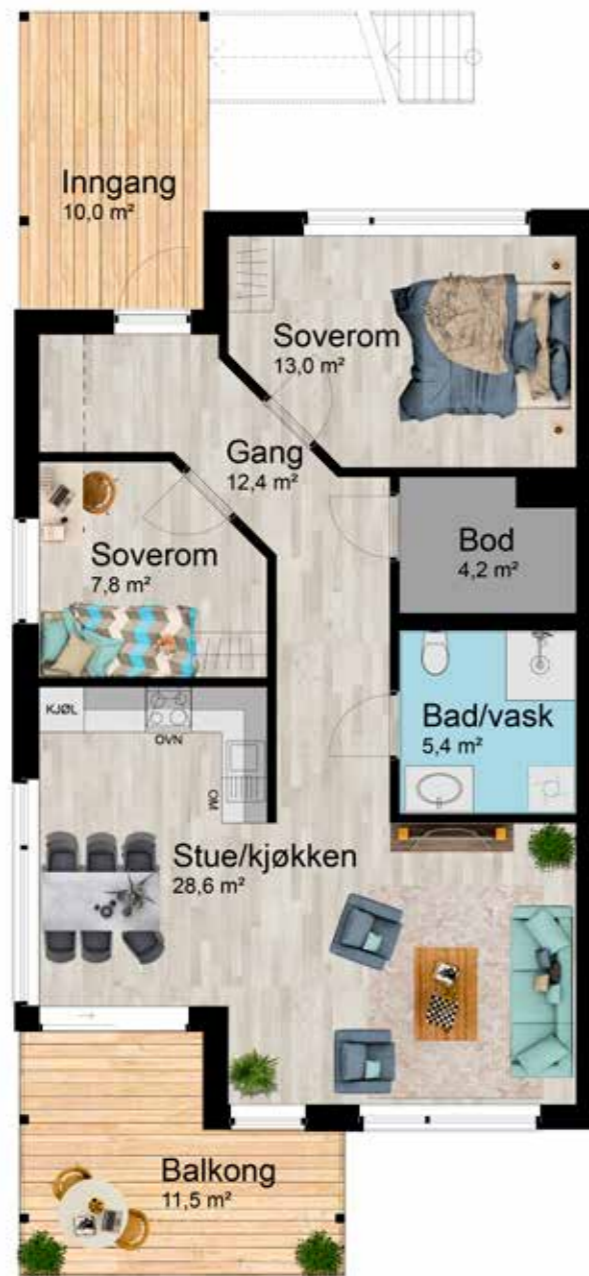 Inngang
10,0 m²
Soverom
13,0 m²
Gang
12,4 m²
Soverom
7,8 m²
Bod
4,2 m²
KJØL
OVN
OM
Bad/vask
5,4 m²
Stue/kjøkken
28,6 m²
Balkong
11,5 m²